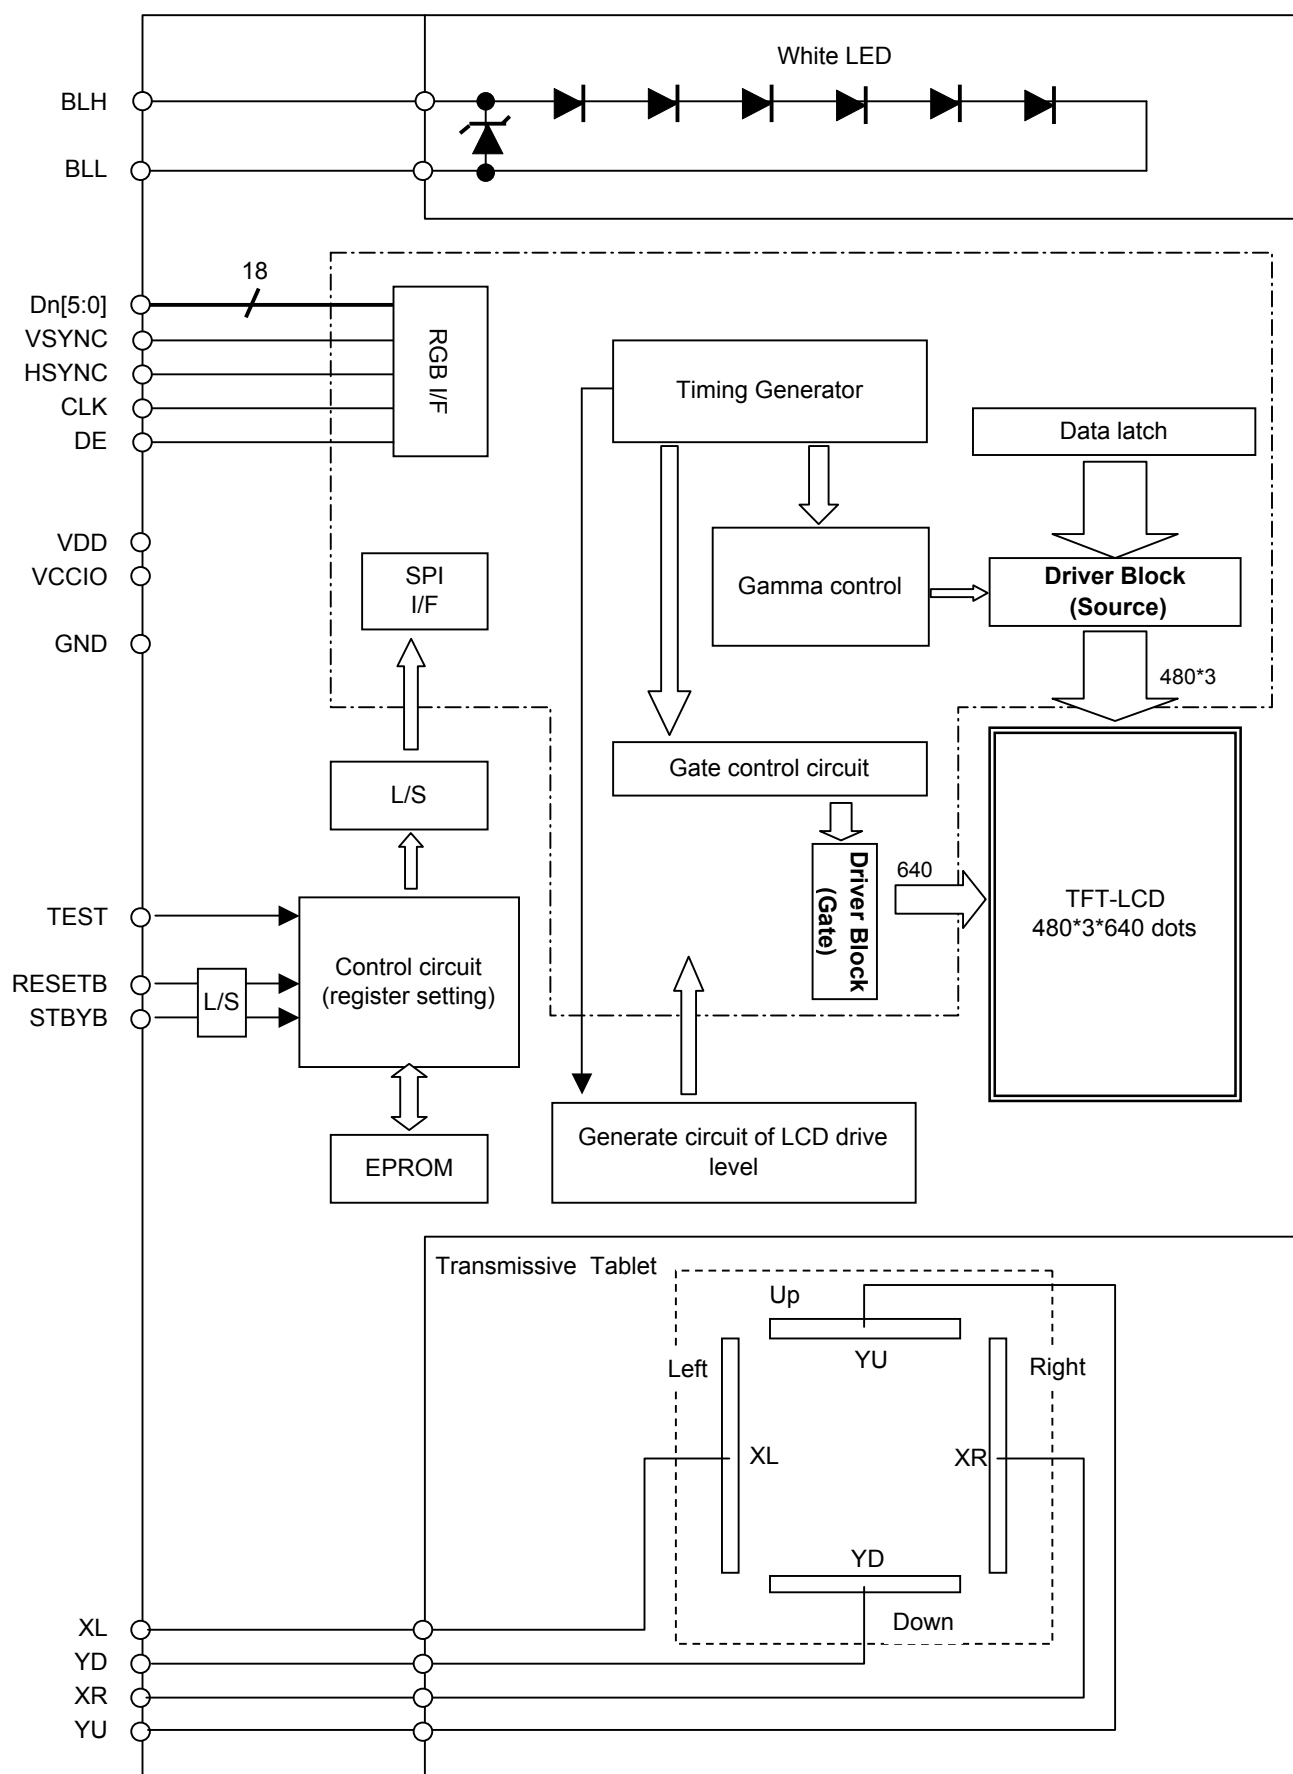 White LED
BLH
BLL
18
Dn[5:0]
VSYNC
HSYNC
CLK
DE
RGB I/F
Timing Generator
Data latch
VDD
VCCIO
GND
SPI
I/F
Gamma control
Driver Block
(Source)
480*3
L/S
Gate control circuit
Driver Block
(Gate)
640
TFT-LCD
480*3*640 dots
TEST
RESETB
STBYB
L/S
Control circuit
(register setting)
EPROM
Generate circuit of LCD drive
level
Transmissive Tablet
Up
YU
Left
Right
XL
XR
YD
Down
XL
YD
XR
YU